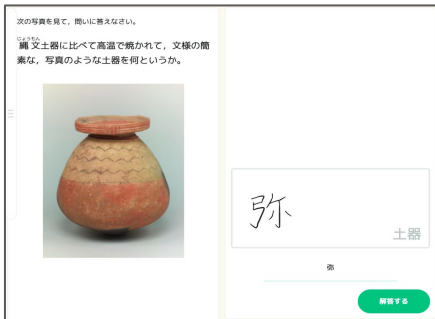 次の写真を見て，問いに答えなさい。
じょうもん
縄文土器に比べて高温で焼かれて，文様の簡
素な，写真のような土器を何というか。
弥
土器
弥
解答する